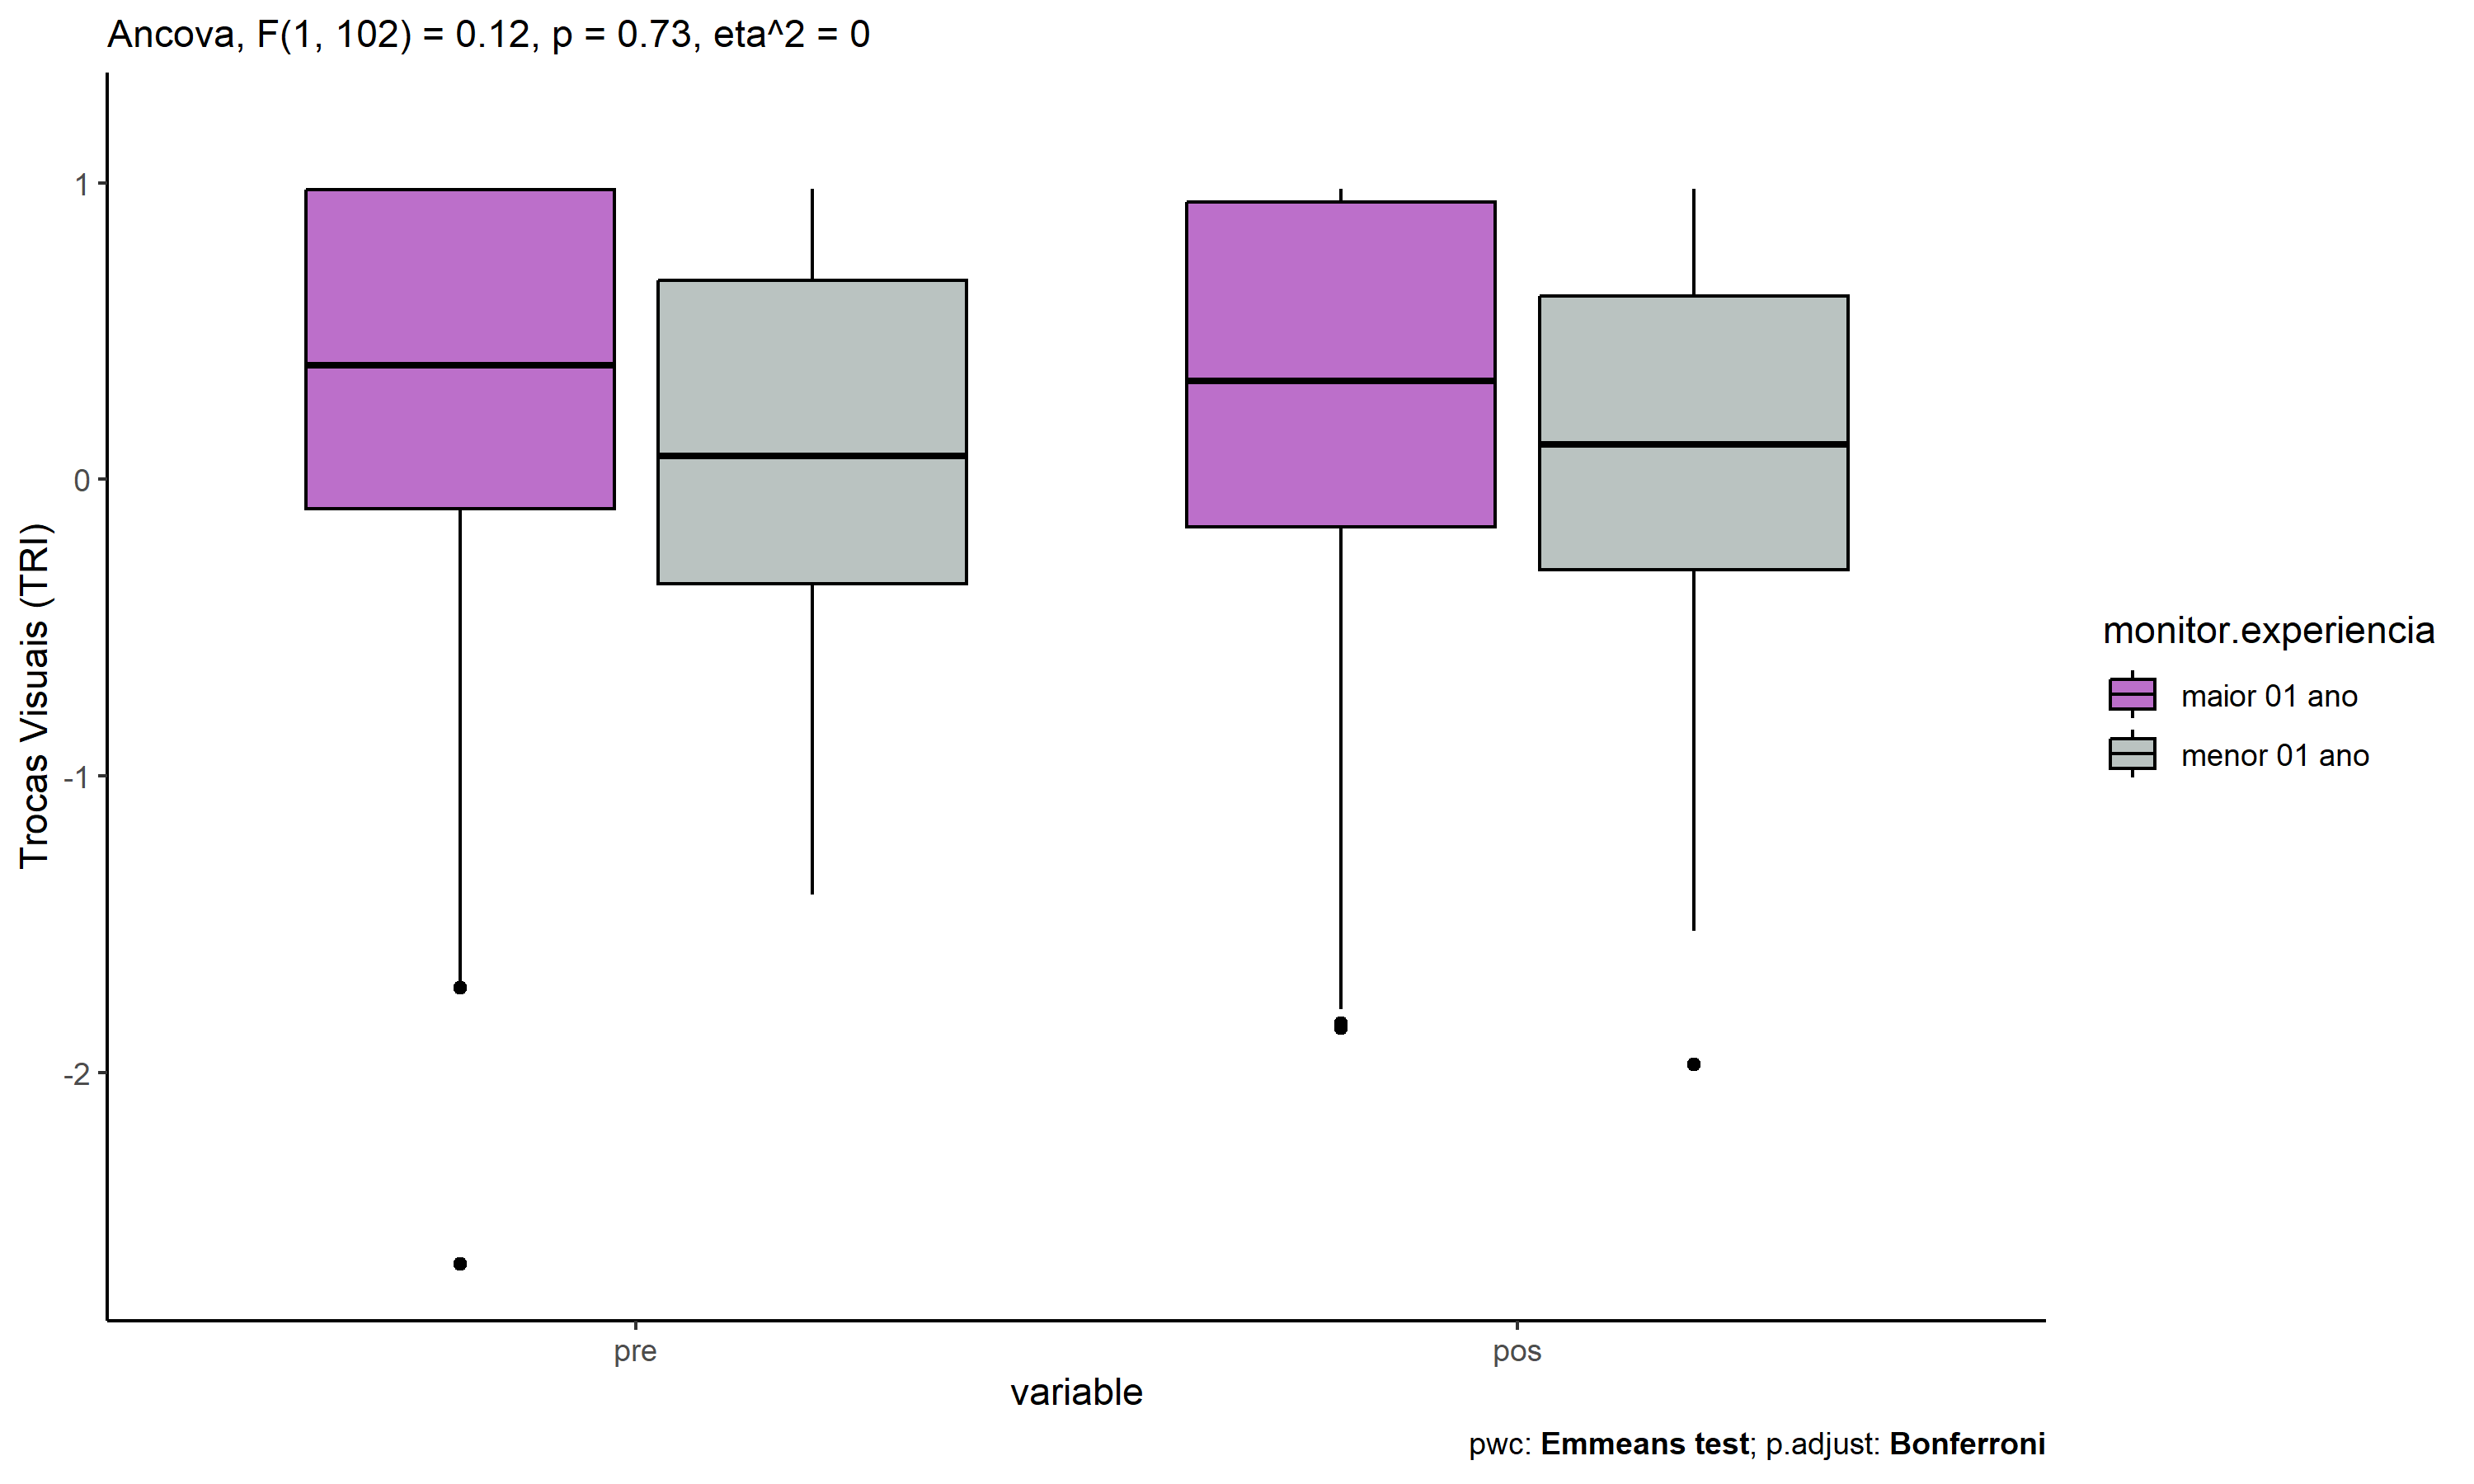 Ancova, F(1, 102) = 0.12, p = 0.73, eta^2 = 0
Trocas Visuais (TRI)
1
0
-1
-2
pre
pos
variable
monitor.experiencia
maior 01 ano
menor 01 ano
pwc: Emmeans test; p.adjust: Bonferroni